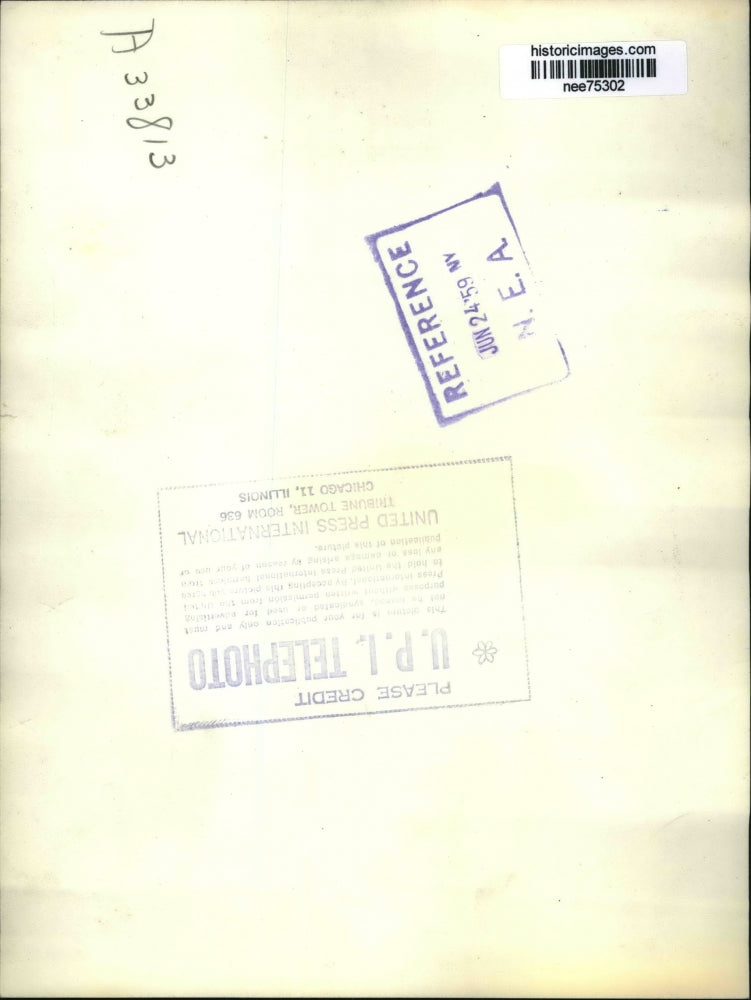 A 33813
historicimages.com
nee75302
REFERENCE
JUN 24 '59 NY
N. E. A.
PLEASE CREDIT
U. P. I. TELEPHOTO
This picture is for your publication only and must
not be loaned, syndicated or used for advertising
purposes without written permission from the United
Press International. By accepting this picture you agree
to hold the United Press International harmless from
any loss or damage arising by reason of your use or
publication of this picture.
UNITED PRESS INTERNATIONAL
TRIBUNE TOWER, ROOM 636
CHICAGO 11, ILLINOIS